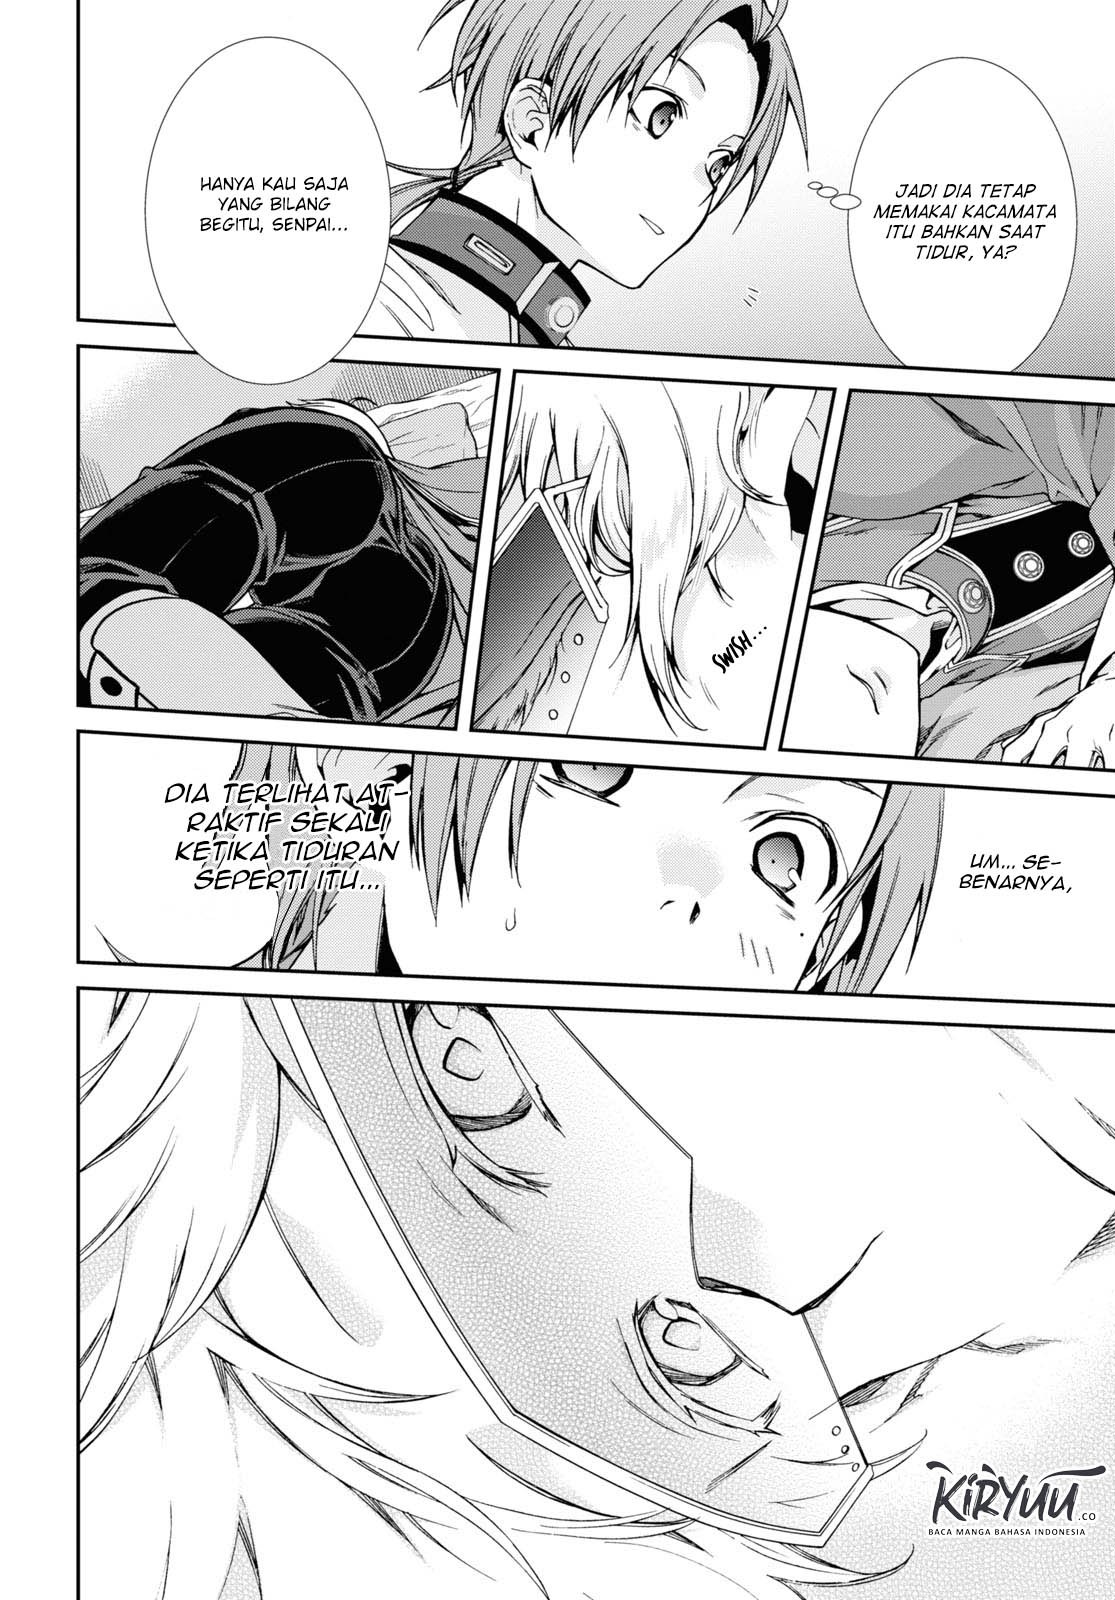 JADI DIA TETAP
MEMAKAI KACAMATA
ITU BAHKAN SAAT
TIDUR, YA?
HANYA KAU SAJA
YANG BILANG
BEGITU, SENPAI...
SWISH...
UM... SE-
BENARNYA,
DIA TERLIHAT AT-
RAKTIF SEKALI
KETIKA TIDURAN
SEPERTI ITU...
KIRYUU.CO
BACA MANGA BAHASA INDONESIA